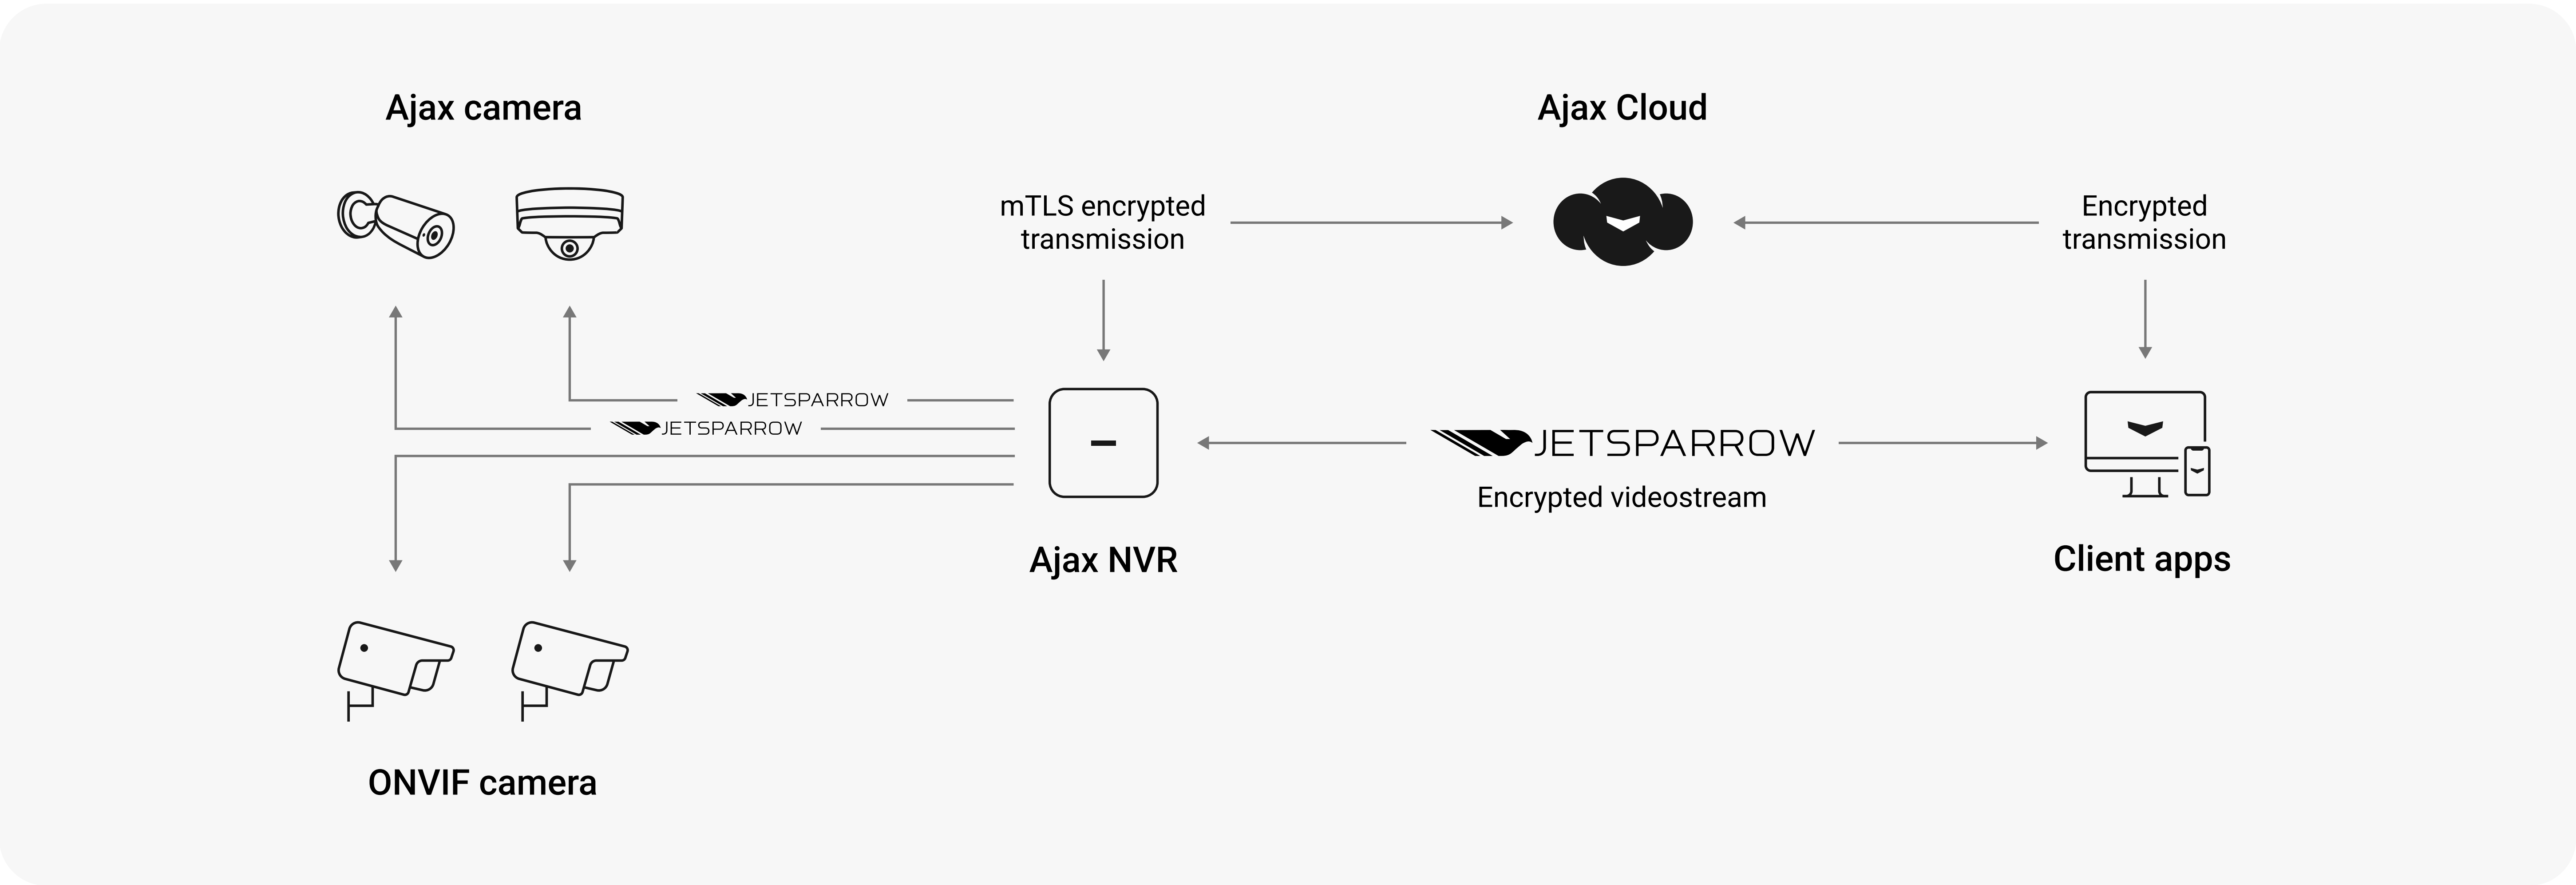 Ajax camera
Ajax Cloud
mTLS encrypted
transmission
Encrypted
transmission
JETSPARROW
JETSPARROW
JETSPARROW
Encrypted videostream
Ajax NVR
Client apps
ONVIF camera